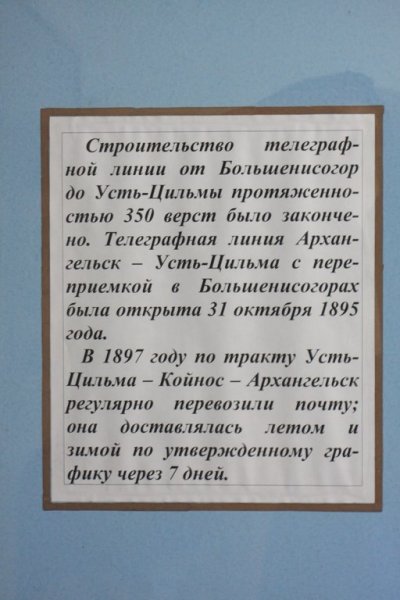 Строительство телеграф-
ной линии от Большенисогор
до Усть-Цильмы протяженно-
стью 350 верст было законче-
но. Телеграфная линия Архан-
гельск – Усть-Цильма с пере-
приемкой в Большенисогорах
была открыта 31 октября 1895
года.
В 1897 году по тракту Усть-
Цильма – Койнос – Архангельск
регулярно перевозили почту;
она доставлялась летом и
зимой по утвержденному гра-
фику через 7 дней.